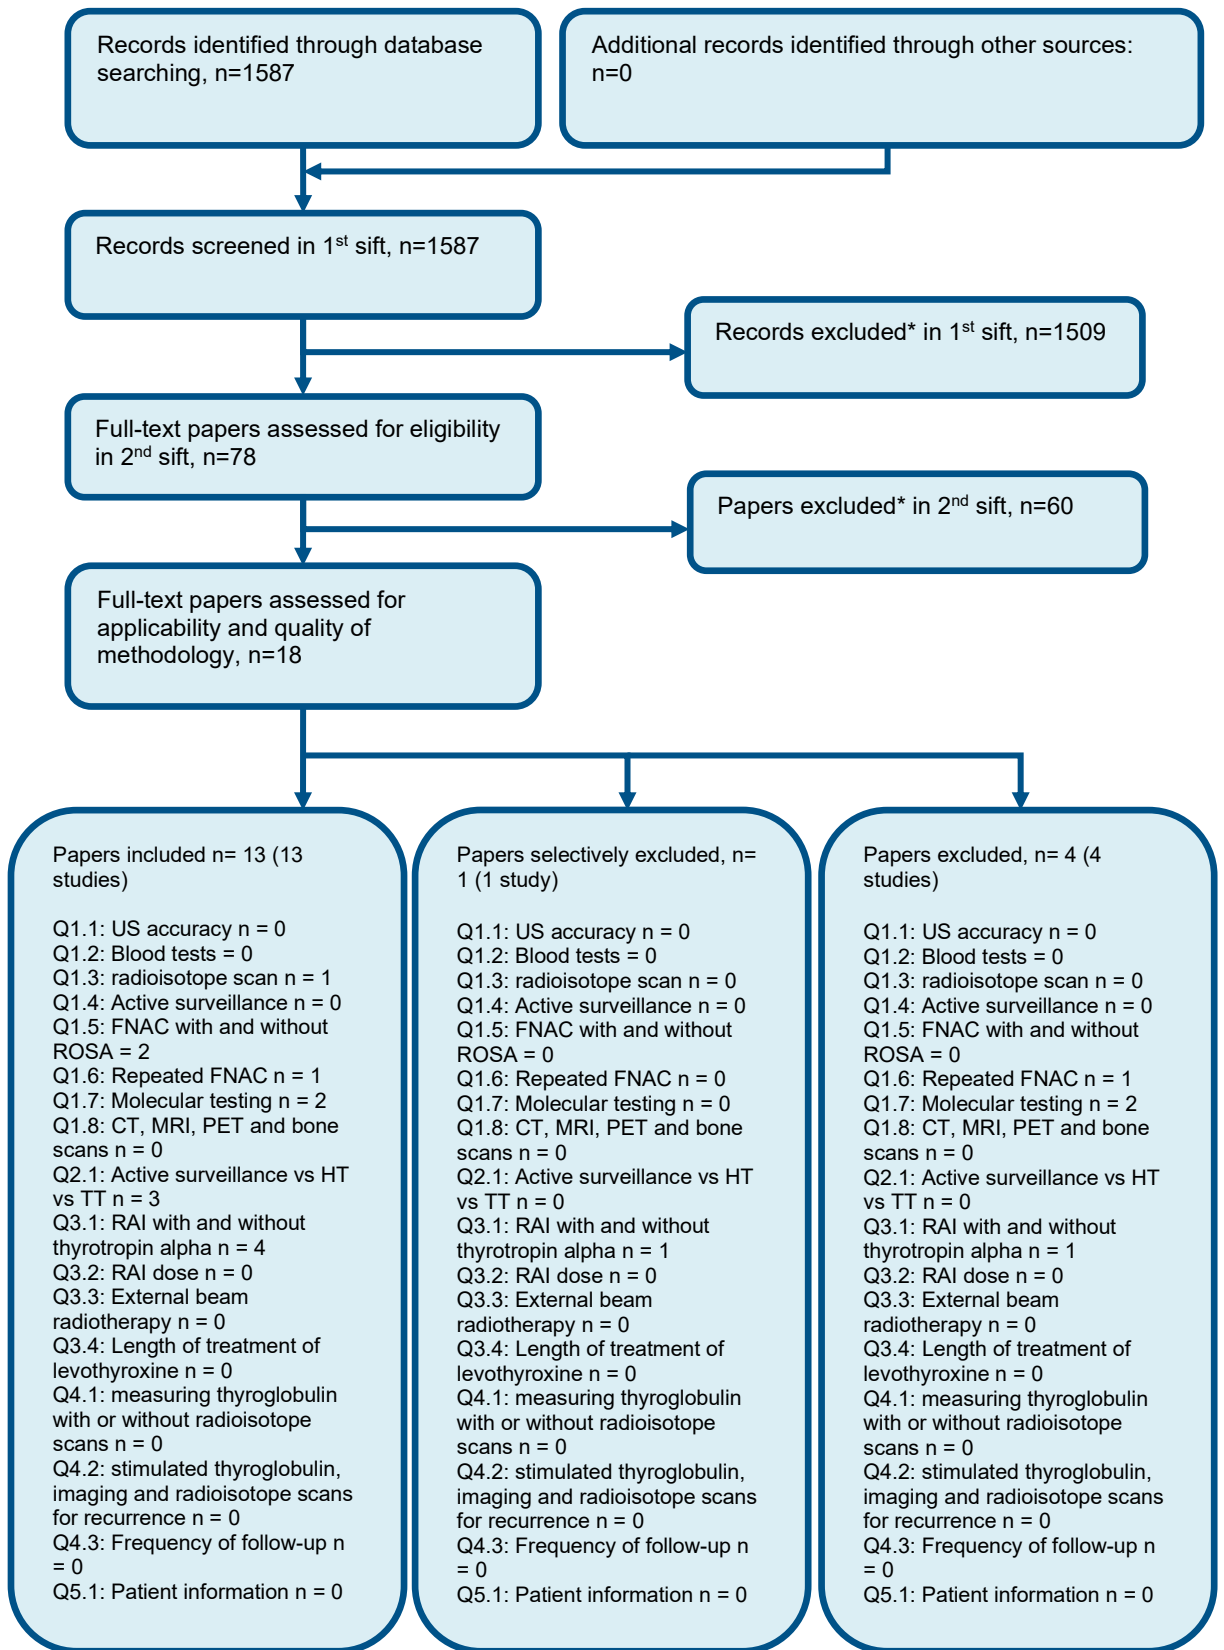 Records identified through database
searching, n=1587
Additional records identified through other sources:
n=0
Records screened in 1st sift, n=1587
Records excluded* in 1st sift, n=1509
Full-text papers assessed for eligibility
in 2nd sift, n=78
Papers excluded* in 2nd sift, n=60
Full-text papers assessed for
applicability and quality of
methodology, n=18
Papers included n= 13 (13
studies)
Q1.1: US accuracy n = 0
Q1.2: Blood tests = 0
Q1.3: radioisotope scan n = 1
Q1.4: Active surveillance n = 0
Q1.5: FNAC with and without
ROSA = 2
Q1.6: Repeated FNAC n = 1
Q1.7: Molecular testing n = 2
Q1.8: CT, MRI, PET and bone
scans n = 0
Q2.1: Active surveillance vs HT
vs TT n = 3
Q3.1: RAI with and without
thyrotropin alpha n = 4
Q3.2: RAI dose n = 0
Q3.3: External beam
radiotherapy n = 0
Q3.4: Length of treatment of
levothyroxine n = 0
Q4.1: measuring thyroglobulin
with or without radioisotope
scans n = 0
Q4.2: stimulated thyroglobulin,
imaging and radioisotope scans
for recurrence n = 0
Q4.3: Frequency of follow-up n
= 0
Q5.1: Patient information n = 0
Papers selectively excluded, n=
1 (1 study)
Q1.1: US accuracy n = 0
Q1.2: Blood tests = 0
Q1.3: radioisotope scan n = 0
Q1.4: Active surveillance n = 0
Q1.5: FNAC with and without
ROSA = 0
Q1.6: Repeated FNAC n = 0
Q1.7: Molecular testing n = 0
Q1.8: CT, MRI, PET and bone
scans n = 0
Q2.1: Active surveillance vs HT
vs TT n = 0
Q3.1: RAI with and without
thyrotropin alpha n = 1
Q3.2: RAI dose n = 0
Q3.3: External beam
radiotherapy n = 0
Q3.4: Length of treatment of
levothyroxine n = 0
Q4.1: measuring thyroglobulin
with or without radioisotope
scans n = 0
Q4.2: stimulated thyroglobulin,
imaging and radioisotope scans
for recurrence n = 0
Q4.3: Frequency of follow-up n
= 0
Q5.1: Patient information n = 0
Papers excluded, n= 4 (4
studies)
Q1.1: US accuracy n = 0
Q1.2: Blood tests = 0
Q1.3: radioisotope scan n = 0
Q1.4: Active surveillance n = 0
Q1.5: FNAC with and without
ROSA = 0
Q1.6: Repeated FNAC n = 1
Q1.7: Molecular testing n = 2
Q1.8: CT, MRI, PET and bone
scans n = 0
Q2.1: Active surveillance vs HT
vs TT n = 0
Q3.1: RAI with and without
thyrotropin alpha n = 1
Q3.2: RAI dose n = 0
Q3.3: External beam
radiotherapy n = 0
Q3.4: Length of treatment of
levothyroxine n = 0
Q4.1: measuring thyroglobulin
with or without radioisotope
scans n = 0
Q4.2: stimulated thyroglobulin,
imaging and radioisotope scans
for recurrence n = 0
Q4.3: Frequency of follow-up n
= 0
Q5.1: Patient information n = 0